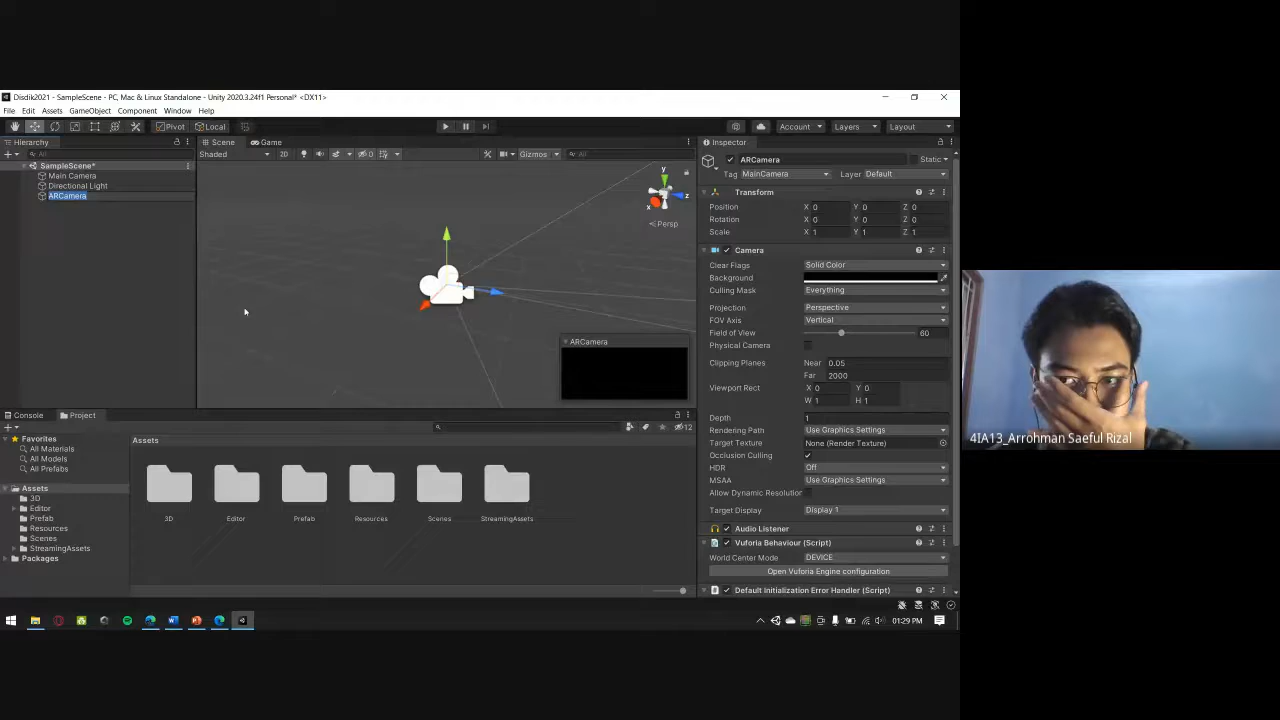 Disdik2021 - SampleScene - PC, Mac & Linux Standalone - Unity 2020.3.24f1 Personal* <DX11>
File Edit Assets GameObject Component Window Help
Pivot Local Account Layers Layout
Hierarchy
Scene Game
Inspector
All
Shaded 2D 0 Gizmos All
SampleScene*
Main Camera
Directional Light
ARCamera
y
z
x
Persp
ARCamera
ARCamera Static
Tag MainCamera Layer Default
Transform
Position X 0 Y 0 Z 0
Rotation X 0 Y 0 Z 0
Scale X 1 Y 1 Z 1
Camera
Clear Flags Solid Color
Background
Culling Mask Everything
Projection Perspective
FOV Axis Vertical
Field of View 60
Physical Camera
Clipping Planes Near 0.05
Far 2000
Viewport Rect X 0 Y 0
W 1 H 1
Depth 1
Rendering Path Use Graphics Settings
Target Texture None (Render Texture)
Occlusion Culling
HDR Off
MSAA Use Graphics Settings
Allow Dynamic Resolution
Target Display Display 1
Audio Listener
Vuforia Behaviour (Script)
World Center Mode DEVICE
Open Vuforia Engine configuration
Default Initialization Error Handler (Script)
Console Project
12
Favorites
All Materials
All Models
All Prefabs
Assets
3D
Editor
Prefab
Resources
Scenes
StreamingAssets
Packages
Assets
3D Editor Prefab Resources Scenes StreamingAssets
01:29 PM
4IA13_Arrohman Saeful Rizal